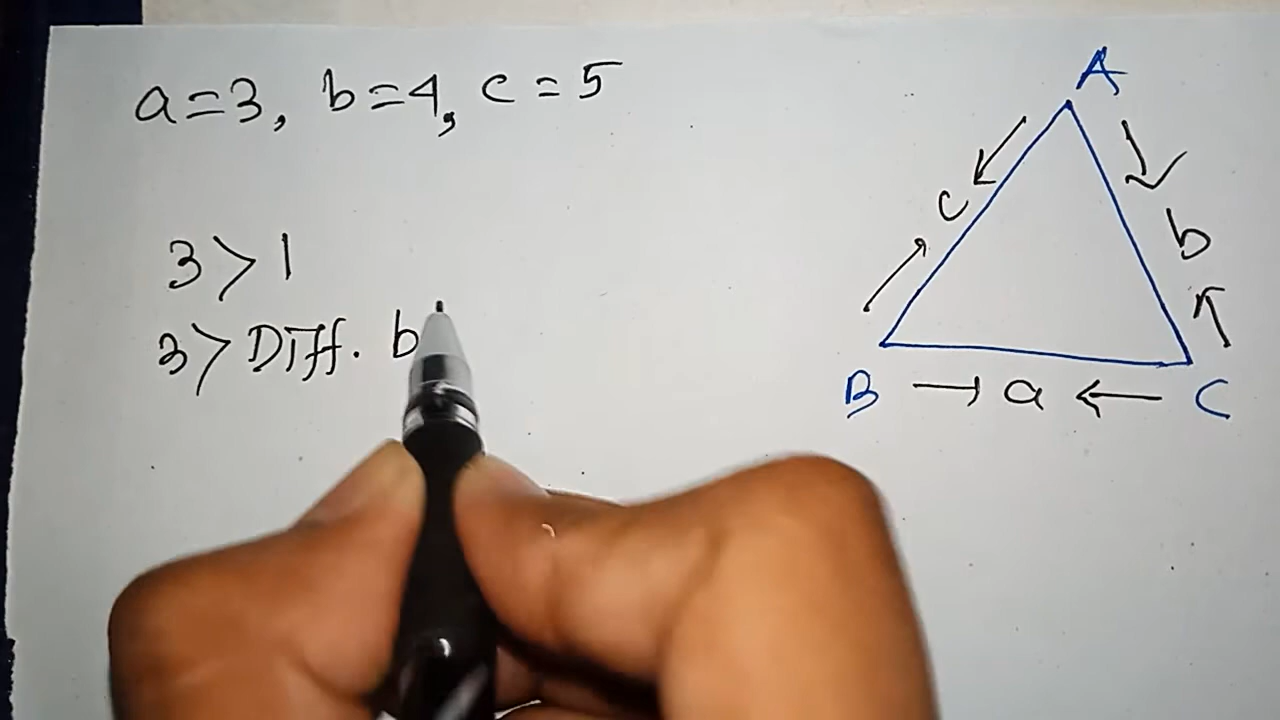 a=3, b=4, c=5
3>1
3>Diff. b
A
c
b
B → a ← C